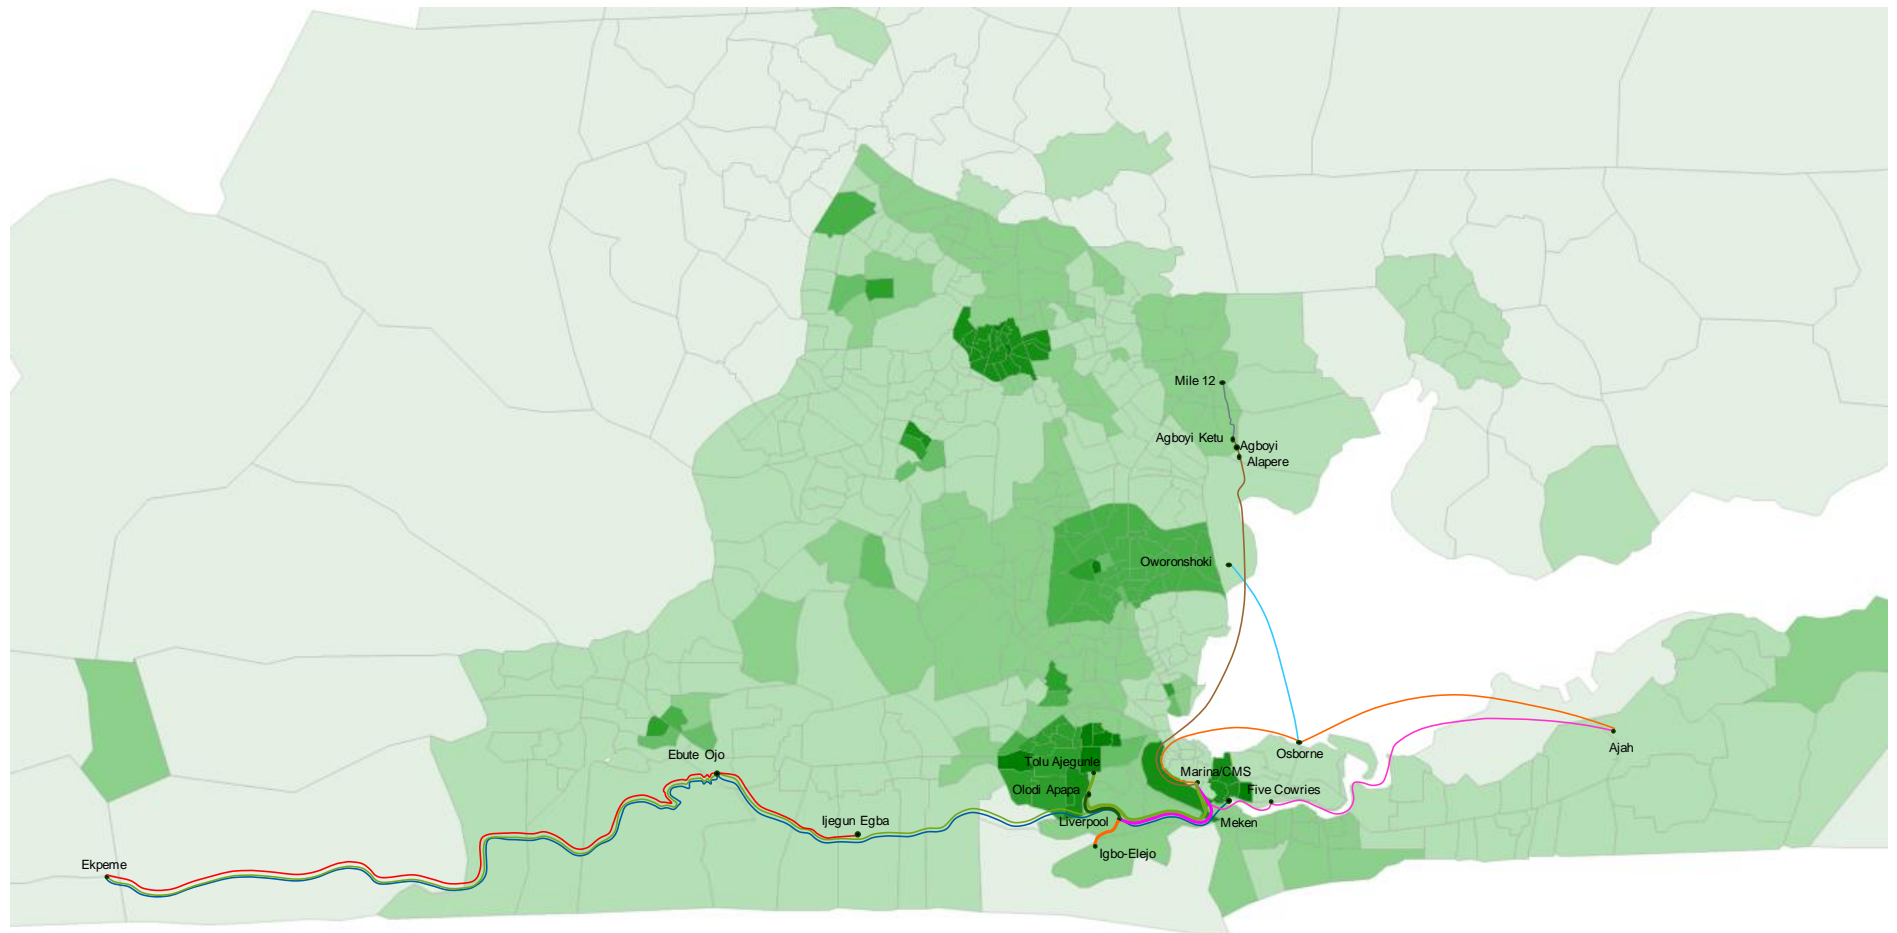 Mile 12
Agboyi Ketu
Agboyi
Alapere
Oworonshoki
Ajah
Osborne
Ebute Ojo
Tolu Ajegunle
Marina/CMS
Olodi Apapa
Five Cowries
Ijegun Egba
Liverpool
Meken
Igbo-Elejo
Ekpeme